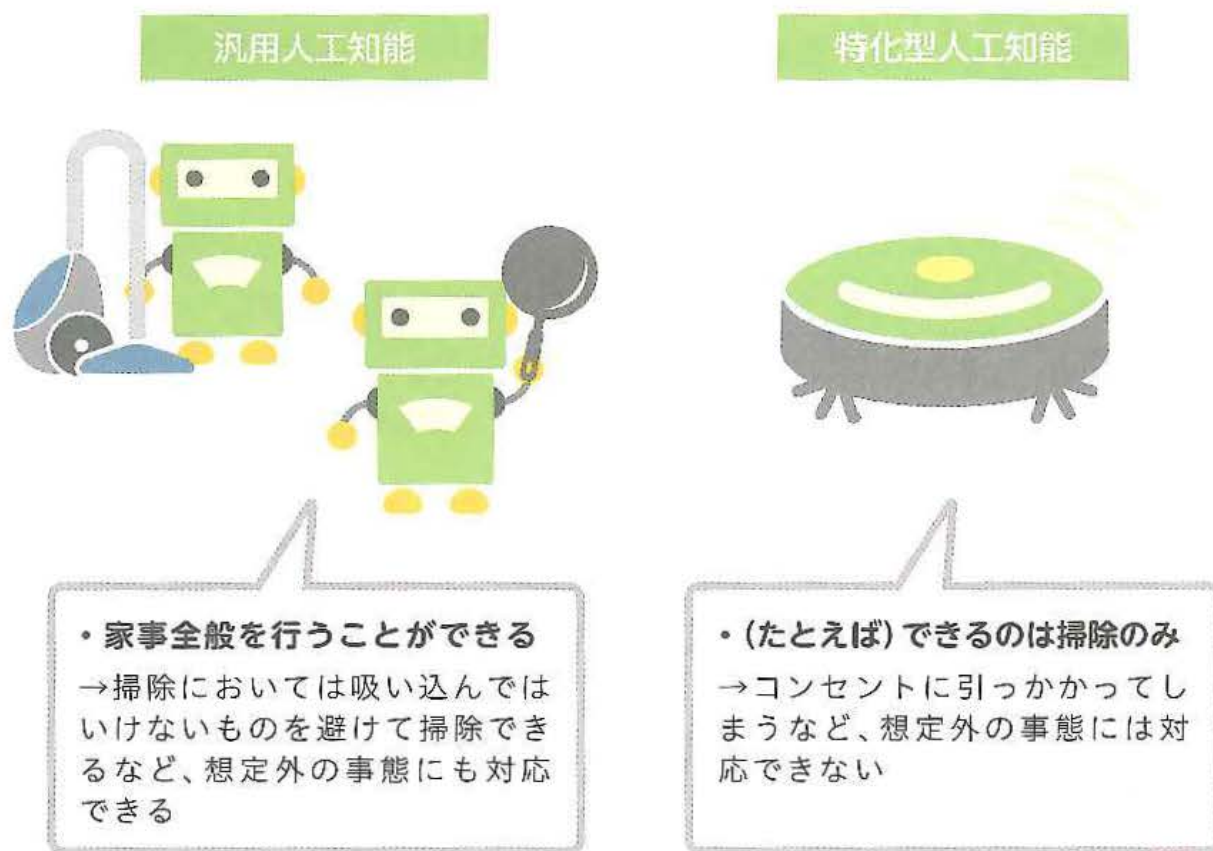 汎用人工知能
特化型人工知能
・家事全般を行うことができる
→掃除においては吸い込んでは
いけないものを避けて掃除でき
るなど、想定外の事態にも対応
できる
・(たとえば)できるのは掃除のみ
→コンセントに引っかかってし
まうなど、想定外の事態には対
応できない